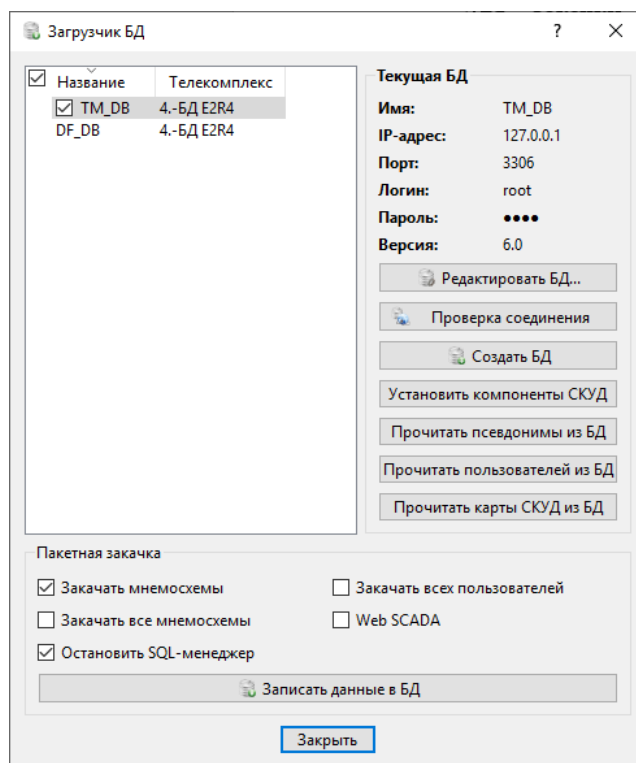 Загрузчик БД
?
Название Телекомплекс
TM_DB 4.-БД E2R4
DF_DB 4.-БД E2R4
Текущая БД
Имя: TM_DB
IP-адрес: 127.0.0.1
Порт: 3306
Логин: root
Пароль: ●●●●
Версия: 6.0
Редактировать БД...
Проверка соединения
Создать БД
Установить компоненты СКУД
Прочитать псевдонимы из БД
Прочитать пользователей из БД
Прочитать карты СКУД из БД
Пакетная закачка
Закачать мнемосхемы Закачать всех пользователей
Закачать все мнемосхемы Web SCADA
Остановить SQL-менеджер
Записать данные в БД
Закрыть